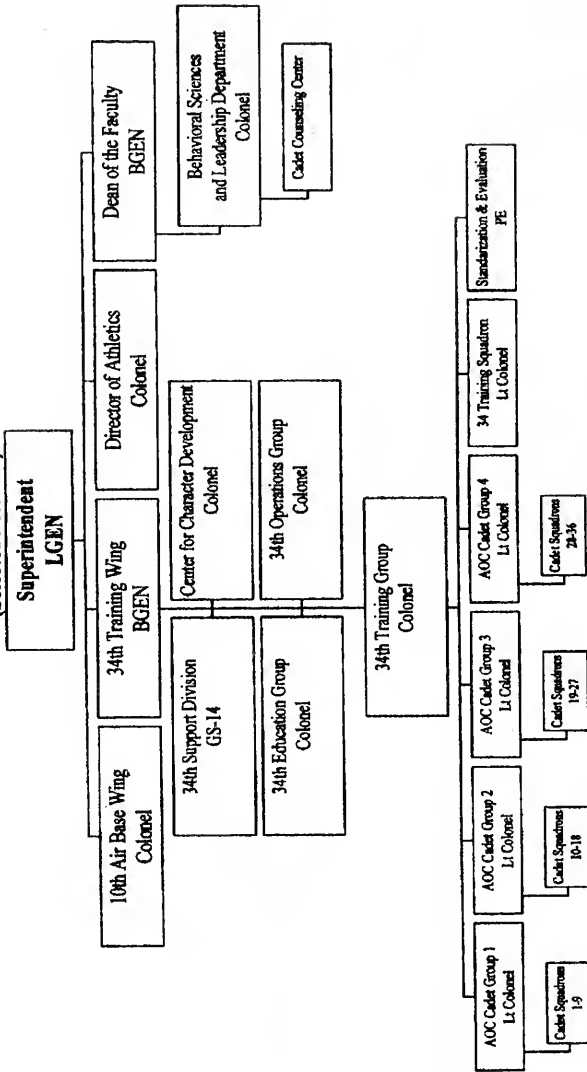 Superintendent
LGEN
10th Air Base Wing
Colonel
34th Training Wing
BGEN
Director of Athletics
Colonel
Dean of the Faculty
BGEN
34th Support Division
GS-14
Center for Character Development
Colonel
Behavioral Sciences
and Leadership Department
Colonel
34th Education Group
Colonel
34th Operations Group
Colonel
Cadet Counseling Center
34th Training Group
Colonel
AOC Cadet Group 1
Lt Colonel
AOC Cadet Group 2
Lt Colonel
AOC Cadet Group 3
Lt Colonel
AOC Cadet Group 4
Lt Colonel
34 Training Squadron
Lt Colonel
Standarization & Evaluation
PE
Cadet Squadrons
1-9
Cadet Squadrons
10-18
Cadet Squadrons
19-27
Cadet Squadrons
28-36